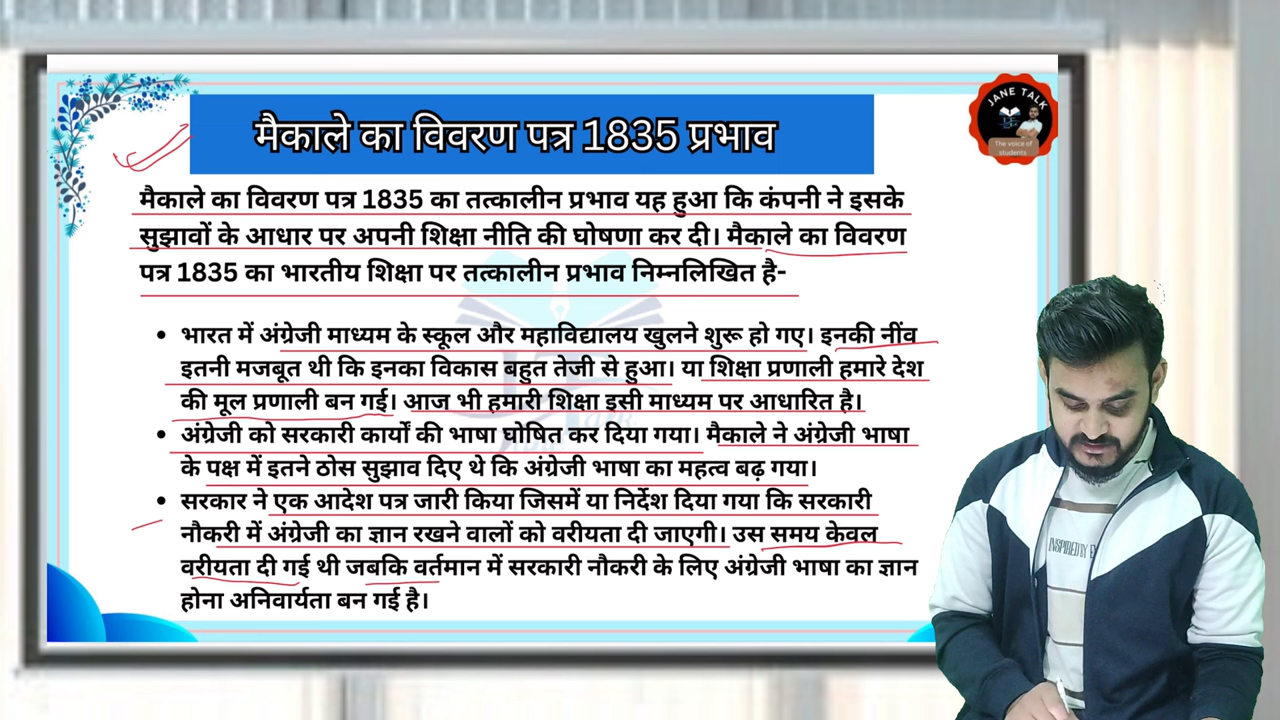 मैकाले का विवरण पत्र 1835 प्रभाव
JANE TALK
The voice of
students
मैकाले का विवरण पत्र 1835 का तत्कालीन प्रभाव यह हुआ कि कंपनी ने इसके
सुझावों के आधार पर अपनी शिक्षा नीति की घोषणा कर दी। मैकाले का विवरण
पत्र 1835 का भारतीय शिक्षा पर तत्कालीन प्रभाव निम्नलिखित है-
• भारत में अंग्रेजी माध्यम के स्कूल और महाविद्यालय खुलने शुरू हो गए। इनकी नींव
इतनी मजबूत थी कि इनका विकास बहुत तेजी से हुआ। या शिक्षा प्रणाली हमारे देश
की मूल प्रणाली बन गई। आज भी हमारी शिक्षा इसी माध्यम पर आधारित है।
• अंग्रेजी को सरकारी कार्यों की भाषा घोषित कर दिया गया। मैकाले ने अंग्रेजी भाषा
के पक्ष में इतने ठोस सुझाव दिए थे कि अंग्रेजी भाषा का महत्व बढ़ गया।
• सरकार ने एक आदेश पत्र जारी किया जिसमें या निर्देश दिया गया कि सरकारी
नौकरी में अंग्रेजी का ज्ञान रखने वालों को वरीयता दी जाएगी। उस समय केवल
वरीयता दी गई थी जबकि वर्तमान में सरकारी नौकरी के लिए अंग्रेजी भाषा का ज्ञान
होना अनिवार्यता बन गई है।
INSPIRED BY